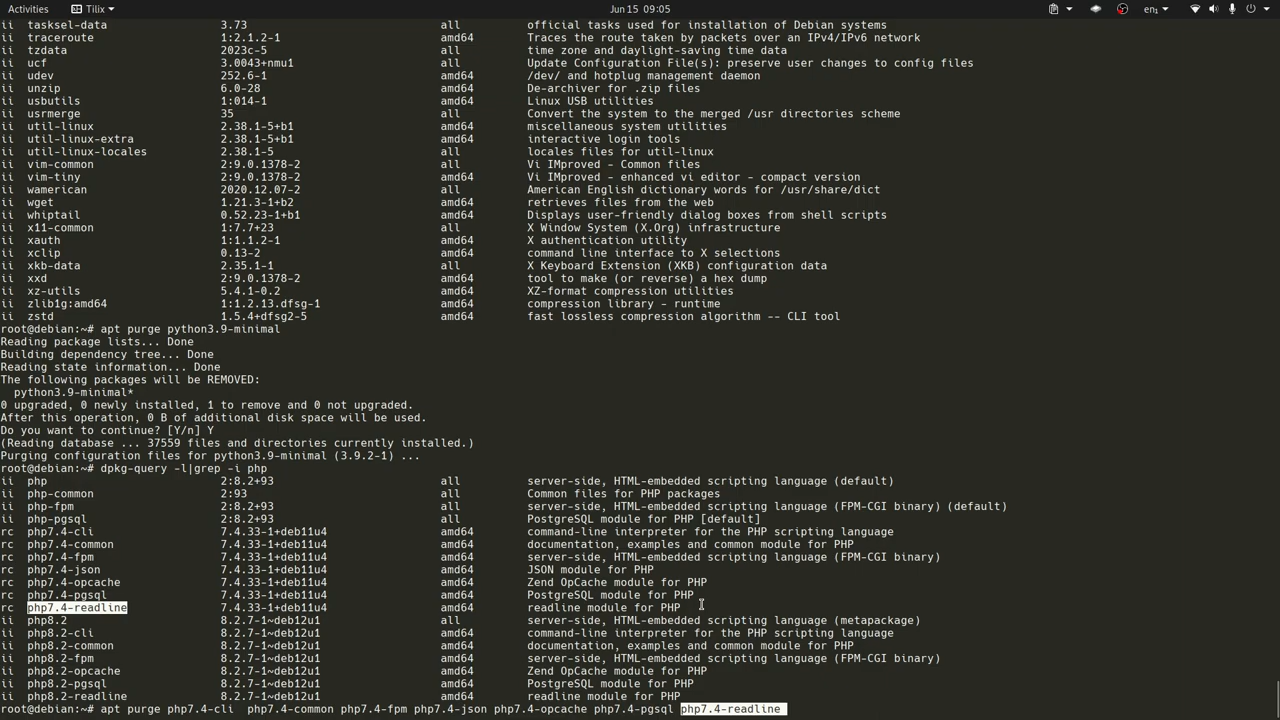 Activities Tilix Jun 15 09:05 en₁
ii tasksel-data 3.73 all official tasks used for installation of Debian systems
ii traceroute 1:2.1.2-1 amd64 Traces the route taken by packets over an IPv4/IPv6 network
ii tzdata 2023c-5 all time zone and daylight-saving time data
ii ucf 3.0043+nmu1 all Update Configuration File(s): preserve user changes to config files
ii udev 252.6-1 amd64 /dev/ and hotplug management daemon
ii unzip 6.0-28 amd64 De-archiver for .zip files
ii usbutils 1:014-1 amd64 Linux USB utilities
ii usrmerge 35 all Convert the system to the merged /usr directories scheme
ii util-linux 2.38.1-5+b1 amd64 miscellaneous system utilities
ii util-linux-extra 2.38.1-5+b1 amd64 interactive login tools
ii util-linux-locales 2.38.1-5 all locales files for util-linux
ii vim-common 2:9.0.1378-2 all Vi IMproved - Common files
ii vim-tiny 2:9.0.1378-2 amd64 Vi IMproved - enhanced vi editor - compact version
ii wamerican 2020.12.07-2 all American English dictionary words for /usr/share/dict
ii wget 1.21.3-1+b2 amd64 retrieves files from the web
ii whiptail 0.52.23-1+b1 amd64 Displays user-friendly dialog boxes from shell scripts
ii x11-common 1:7.7+23 all X Window System (X.Org) infrastructure
ii xauth 1:1.1.2-1 amd64 X authentication utility
ii xclip 0.13-2 amd64 command line interface to X selections
ii xkb-data 2.35.1-1 all X Keyboard Extension (XKB) configuration data
ii xxd 2:9.0.1378-2 amd64 tool to make (or reverse) a hex dump
ii xz-utils 5.4.1-0.2 amd64 XZ-format compression utilities
ii zlib1g:amd64 1:1.2.13.dfsg-1 amd64 compression library - runtime
ii zstd 1.5.4+dfsg2-5 amd64 fast lossless compression algorithm -- CLI tool
root@debian:~# apt purge python3.9-minimal
Reading package lists... Done
Building dependency tree... Done
Reading state information... Done
The following packages will be REMOVED:
python3.9-minimal*
0 upgraded, 0 newly installed, 1 to remove and 0 not upgraded.
After this operation, 0 B of additional disk space will be used.
Do you want to continue? [Y/n] Y
(Reading database ... 37559 files and directories currently installed.)
Purging configuration files for python3.9-minimal (3.9.2-1) ...
root@debian:~# dpkg-query -l|grep -i php
ii php 2:8.2+93 all server-side, HTML-embedded scripting language (default)
ii php-common 2:93 all Common files for PHP packages
ii php-fpm 2:8.2+93 all server-side, HTML-embedded scripting language (FPM-CGI binary) (default)
ii php-pgsql 2:8.2+93 all PostgreSQL module for PHP [default]
rc php7.4-cli 7.4.33-1+deb11u4 amd64 command-line interpreter for the PHP scripting language
rc php7.4-common 7.4.33-1+deb11u4 amd64 documentation, examples and common module for PHP
rc php7.4-fpm 7.4.33-1+deb11u4 amd64 server-side, HTML-embedded scripting language (FPM-CGI binary)
rc php7.4-json 7.4.33-1+deb11u4 amd64 JSON module for PHP
rc php7.4-opcache 7.4.33-1+deb11u4 amd64 Zend OpCache module for PHP
rc php7.4-pgsql 7.4.33-1+deb11u4 amd64 PostgreSQL module for PHP
rc php7.4-readline 7.4.33-1+deb11u4 amd64 readline module for PHP
ii php8.2 8.2.7-1~deb12u1 all server-side, HTML-embedded scripting language (metapackage)
ii php8.2-cli 8.2.7-1~deb12u1 amd64 command-line interpreter for the PHP scripting language
ii php8.2-common 8.2.7-1~deb12u1 amd64 documentation, examples and common module for PHP
ii php8.2-fpm 8.2.7-1~deb12u1 amd64 server-side, HTML-embedded scripting language (FPM-CGI binary)
ii php8.2-opcache 8.2.7-1~deb12u1 amd64 Zend OpCache module for PHP
ii php8.2-pgsql 8.2.7-1~deb12u1 amd64 PostgreSQL module for PHP
ii php8.2-readline 8.2.7-1~deb12u1 amd64 readline module for PHP
root@debian:~# apt purge php7.4-cli php7.4-common php7.4-fpm php7.4-json php7.4-opcache php7.4-pgsql php7.4-readline